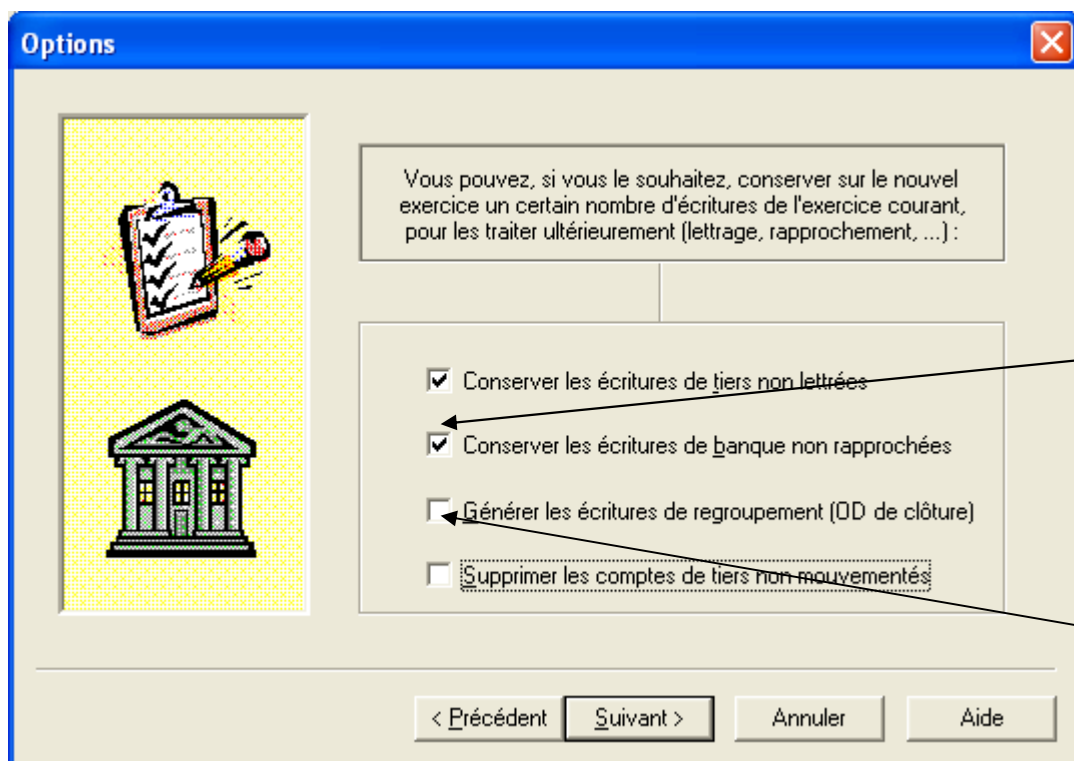 Options
Vous pouvez, si vous le souhaitez, conserver sur le nouvel
exercice un certain nombre d'écritures de l'exercice courant,
pour les traiter ultérieurement (lettrage, rapprochement, ...) :
Conserver les écritures de tiers non lettrées
Conserver les écritures de banque non rapprochées
Générer les écritures de regroupement (OD de clôture)
Supprimer les comptes de tiers non mouvementés
< Précédent Suivant > Annuler Aide